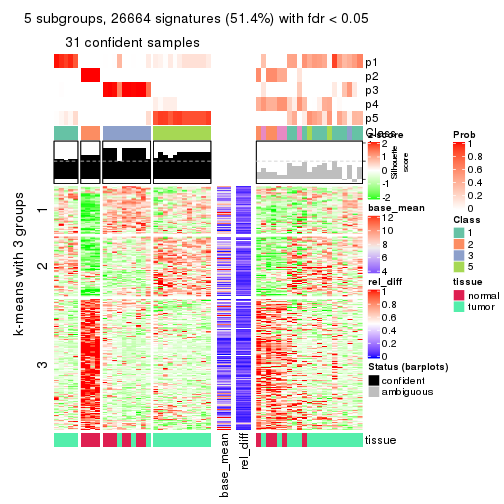 5 subgroups, 26664 signatures (51.4%) with fdr < 0.05
31 confident samples
p1
p2
p3
p4
p5
Class
Silhouette
score
1
2
3
k-means with 3 groups
tissue
base_mean
rel_diff
z-score
2
1
0
-1
-2
base_mean
12
10
8
6
4
rel_diff
1
0.8
0.6
0.4
0.2
0
Status (barplots)
confident
ambiguous
Prob
1
0.8
0.6
0.4
0.2
0
Class
1
2
3
5
tissue
normal
tumor